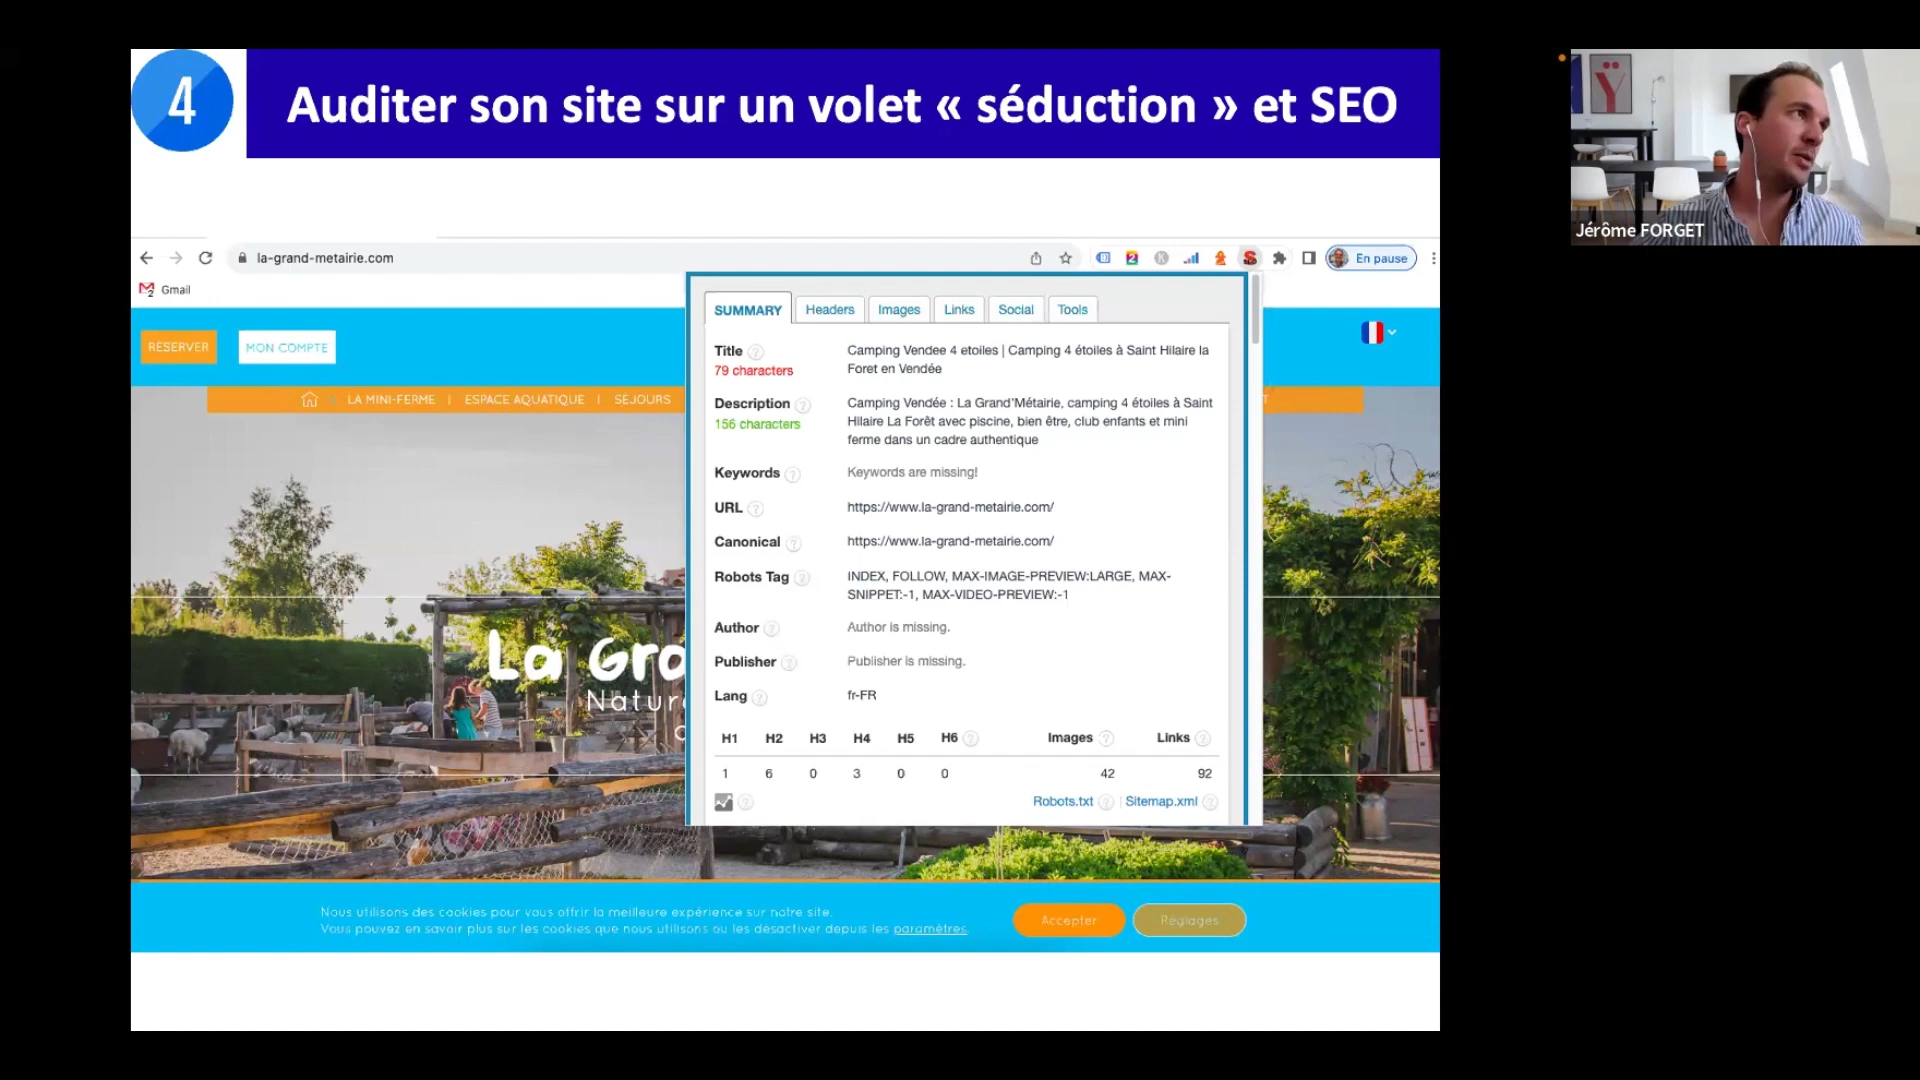 4
Auditer son site sur un volet « séduction » et SEO
Jérôme FORGET
la-grand-metairie.com
En pause
Gmail
RÉSERVER
MON COMPTE
LA MINI-FERME | ESPACE AQUATIQUE | SÉJOURS
SUMMARY Headers Images Links Social Tools
Title
79 characters
Camping Vendee 4 etoiles | Camping 4 étoiles à Saint Hilaire la
Foret en Vendée
Description
156 characters
Camping Vendée : La Grand'Métairie, camping 4 étoiles à Saint
Hilaire La Forêt avec piscine, bien être, club enfants et mini
ferme dans un cadre authentique
Keywords Keywords are missing!
URL https://www.la-grand-metairie.com/
Canonical https://www.la-grand-metairie.com/
Robots Tag INDEX, FOLLOW, MAX-IMAGE-PREVIEW:LARGE, MAX-
SNIPPET:-1, MAX-VIDEO-PREVIEW:-1
Author Author is missing.
Publisher Publisher is missing.
Lang fr-FR
H1 H2 H3 H4 H5 H6 Images Links
1 6 0 3 0 0 42 92
Robots.txt | Sitemap.xml
La Gra
Nature
Nous utilisons des cookies pour vous offrir la meilleure expérience sur notre site.
Vous pouvez en savoir plus sur les cookies que nous utilisons ou les désactiver depuis les paramètres.
Accepter
Réglages